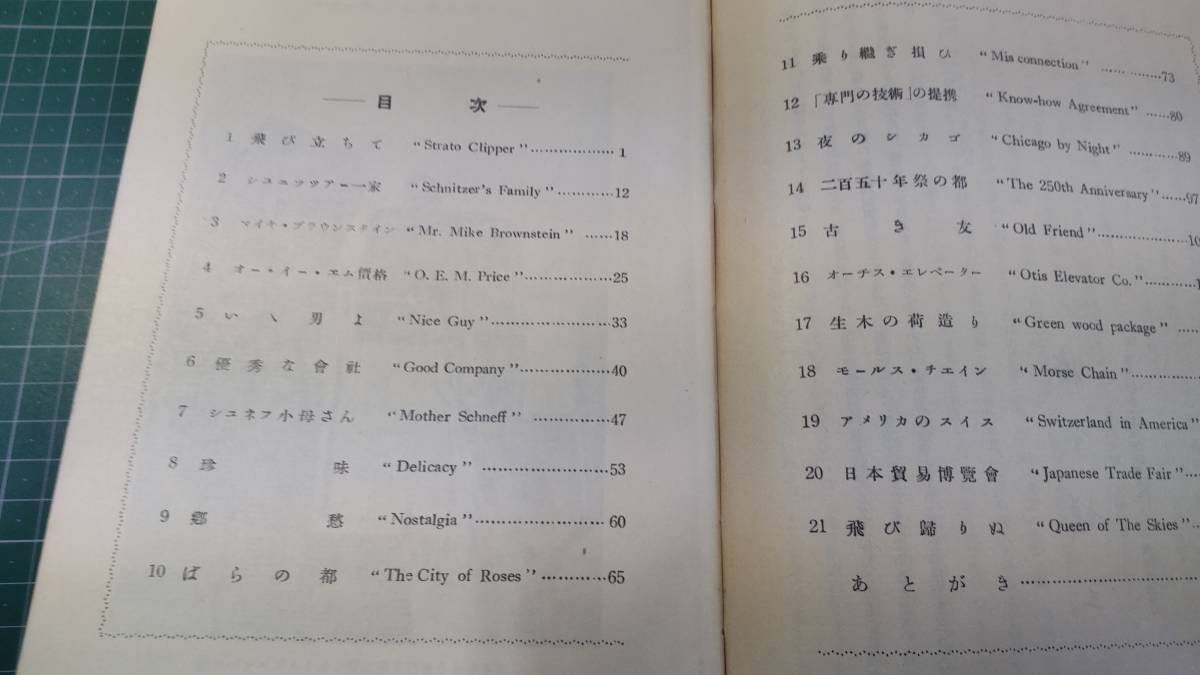 目次
1 飛び立ちて “Strato Clipper”.................. 1
2 シユニツツアー一家 “Schnitzer's Family”............12
3 マイキ・ブラウンスタイン “Mr. Mike Brownstein” ......18
4 オー・イー・エム價格 “O. E. M. Price”..................25
5 いゝ男よ “Nice Guy”........................33
6 優秀な會社 “Good Company”..................40
7 シユネフ小母さん “Mother Schneff” ...............47
8 珍味 “Delicacy” .........................53
9 郷愁 “Nostalgia”......................... 60
10 ばらの都 “The City of Roses” ............65
11 乗り繼ぎ損ひ “Mis connection” ..............73
12 「専門の技術」の提携 “Know-how Agreement” ......80
13 夜のシカゴ “Chicago by Night”............89
14 二百五十年祭の都 “The 250th Anniversary”......97
15 古き友 “Old Friend”.....................10
16 オーチス・エレベーター “Otis Elevator Co.”............1
17 生木の荷造り “Green wood package” .....
18 モールス・チエイン “Morse Chain”...............
19 アメリカのスイス “Switzerland in America”
20 日本貿易博覽會 “Japanese Trade Fair”....
21 飛び歸りぬ “Queen of The Skies”..
あとがき..............................